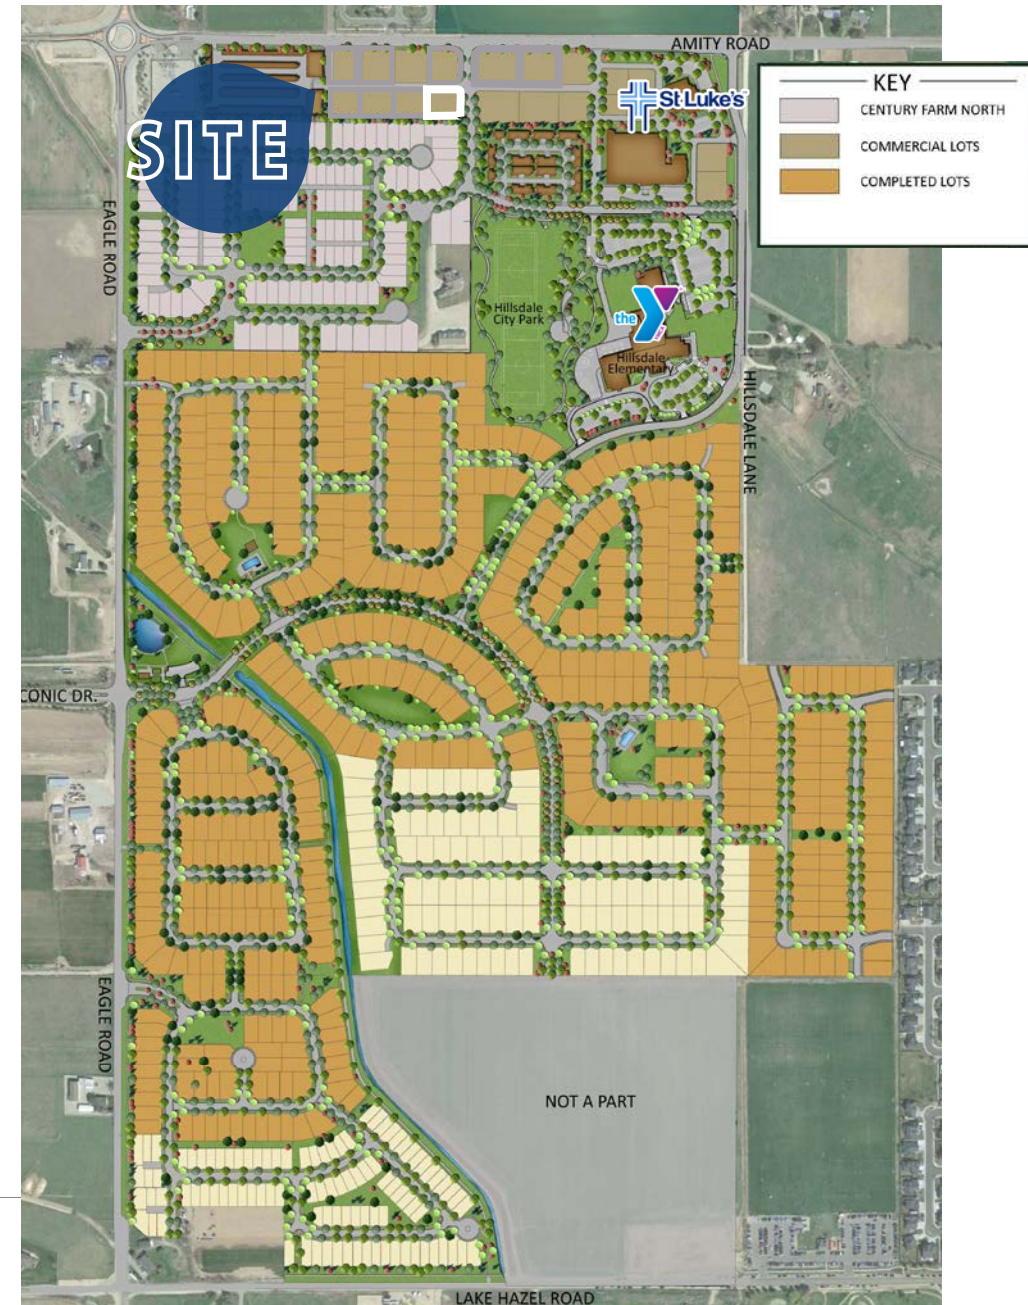 AMITY ROAD
KEY
CENTURY FARM NORTH
COMMERCIAL LOTS
COMPLETED LOTS
St Luke's
SITE
EAGLE ROAD
Hillsdale
City Park
the
Hillsdale
Elementary
HILLSDALE LANE
CONIC DR.
EAGLE ROAD
NOT A PART
LAKE HAZEL ROAD